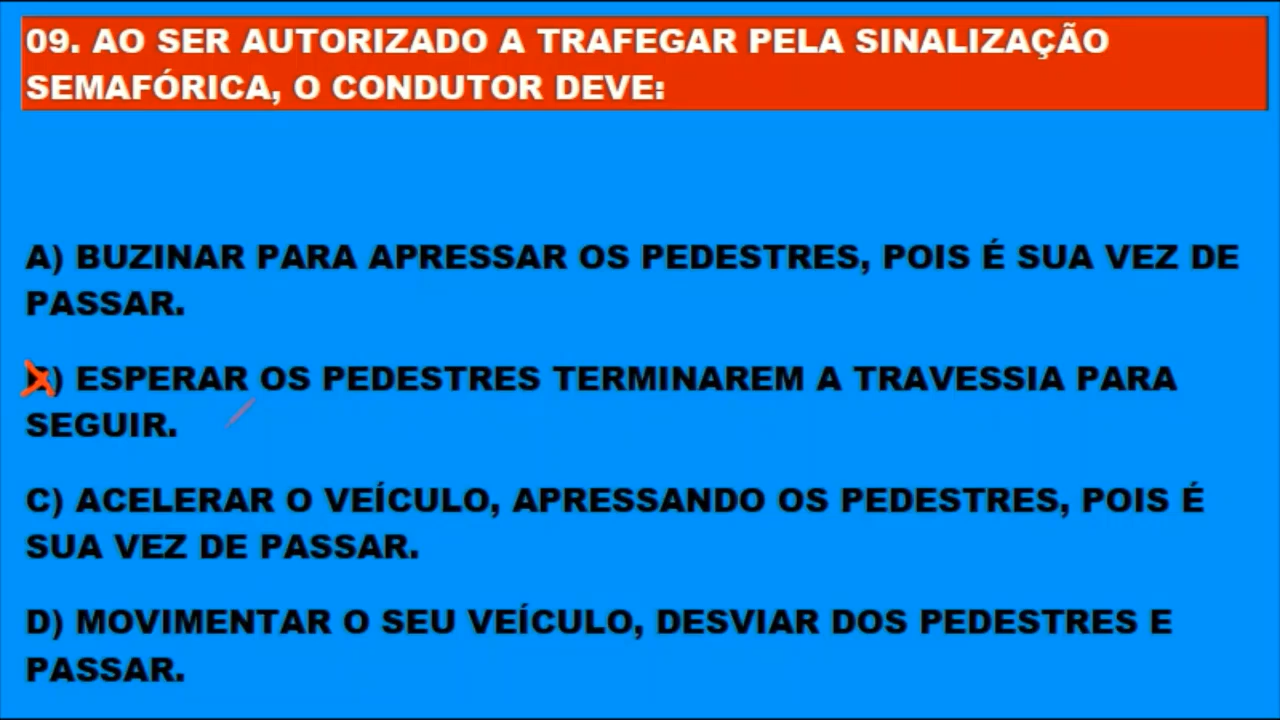 09. AO SER AUTORIZADO A TRAFEGAR PELA SINALIZAÇÃO
SEMAFÓRICA, O CONDUTOR DEVE:
A) BUZINAR PARA APRESSAR OS PEDESTRES, POIS É SUA VEZ DE
PASSAR.
B) ESPERAR OS PEDESTRES TERMINAREM A TRAVESSIA PARA
SEGUIR.
C) ACELERAR O VEÍCULO, APRESSANDO OS PEDESTRES, POIS É
SUA VEZ DE PASSAR.
D) MOVIMENTAR O SEU VEÍCULO, DESVIAR DOS PEDESTRES E
PASSAR.